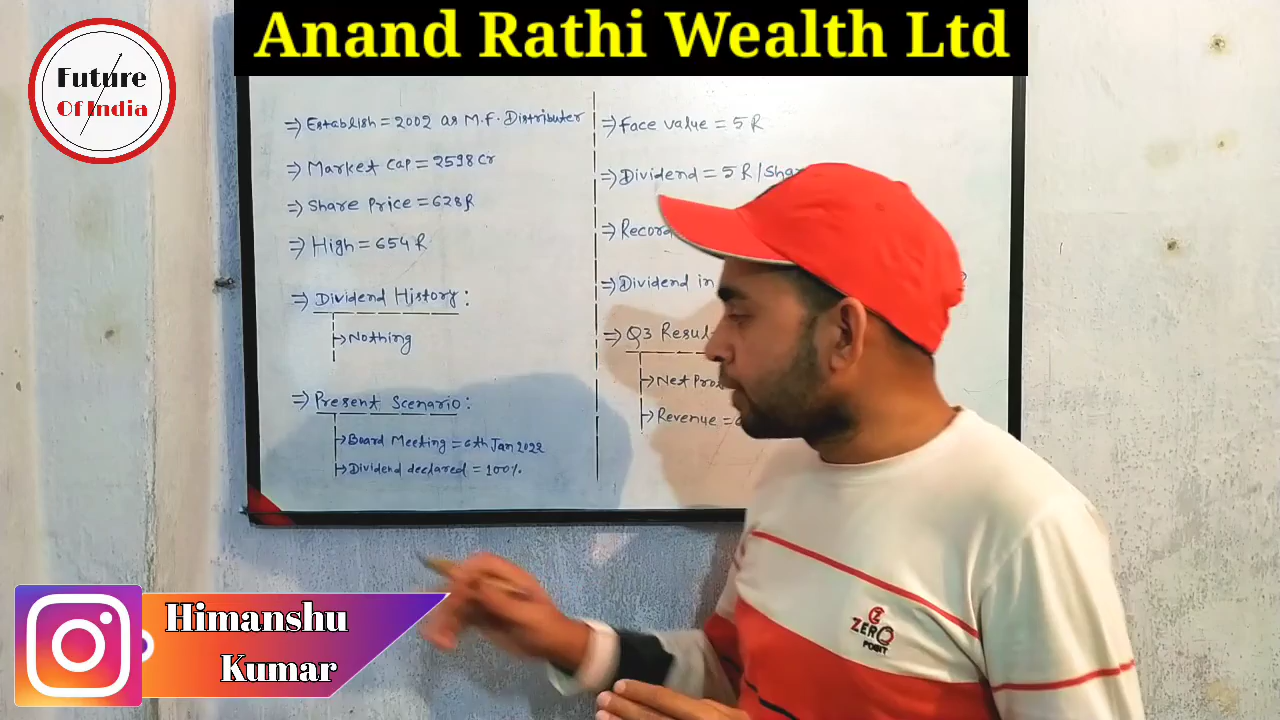 Anand Rathi Wealth Ltd
Future
Of India
⇒ Establish = 2002 as M.F. Distributer
⇒ Market Cap = 2598 Cr
⇒ Share Price = 628 R
⇒ High = 654 R
⇒ Dividend History:
→ Nothing
⇒ Present Scenario:
→ Board Meeting = 6th Jan 2022
→ Dividend declared = 100%
⇒ Face value = 5 R
⇒ Dividend = 5 R / Sha
⇒ Record
⇒ Dividend in
⇒ Q3 Resul
→ Net Pro
→ Revenue =
ZERO
POINT
Himanshu
Kumar